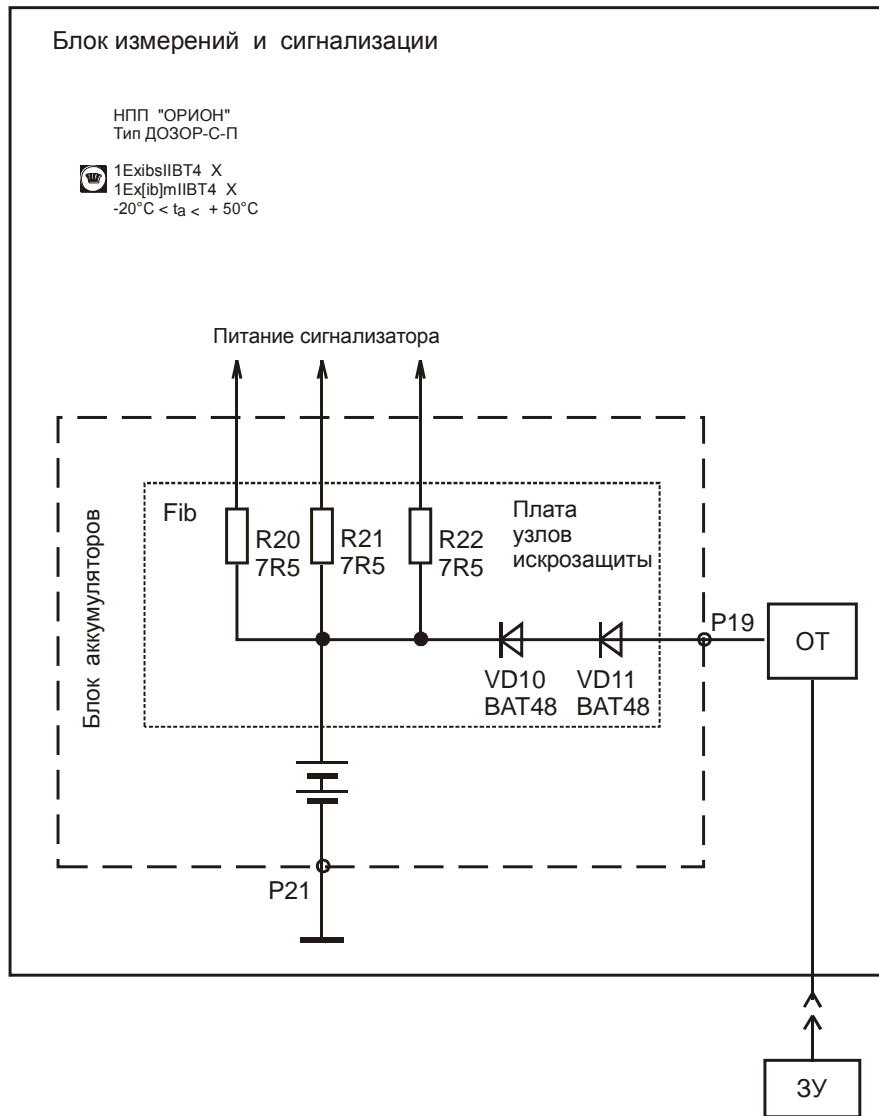 Блок измерений и сигнализации
НПП "ОРИОН"
Тип ДОЗОР-С-П
1ExibsIIBT4 X
1Ex[ib]mIIBT4 X
-20°C < ta < + 50°C
Питание сигнализатора
Блок аккумуляторов
Fib
Плата
узлов
искрозащиты
R20
7R5
R21
7R5
R22
7R5
P19
ОТ
VD10
BAT48
VD11
BAT48
P21
ЗУ